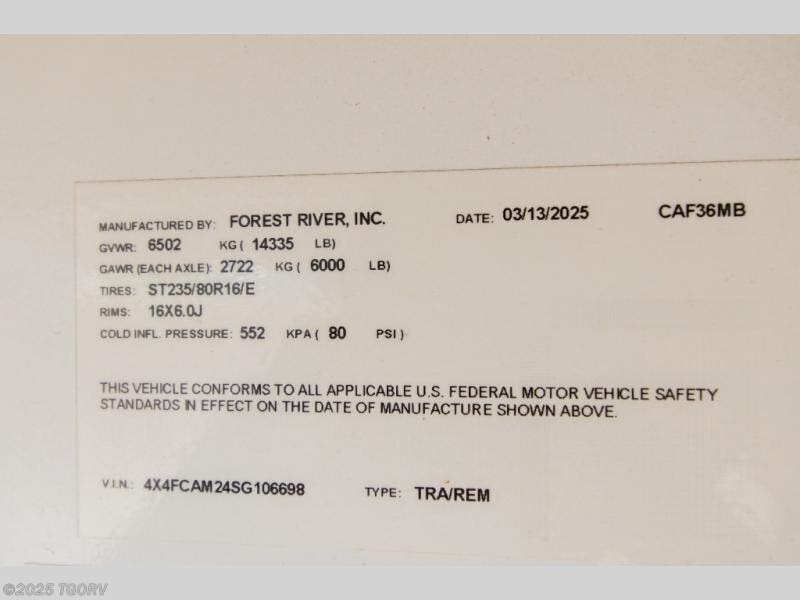 MANUFACTURED BY: FOREST RIVER, INC. DATE: 03/13/2025 CAF36MB
GVWR: 6502 KG ( 14335 LB)
GAWR (EACH AXLE): 2722 KG ( 6000 LB)
TIRES: ST235/80R16/E
RIMS: 16X6.0J
COLD INFL. PRESSURE: 552 KPA ( 80 PSI )
THIS VEHICLE CONFORMS TO ALL APPLICABLE U.S. FEDERAL MOTOR VEHICLE SAFETY
STANDARDS IN EFFECT ON THE DATE OF MANUFACTURE SHOWN ABOVE.
V.I.N.: 4X4FCAM24SG106698 TYPE: TRA/REM
©2025 TGORV